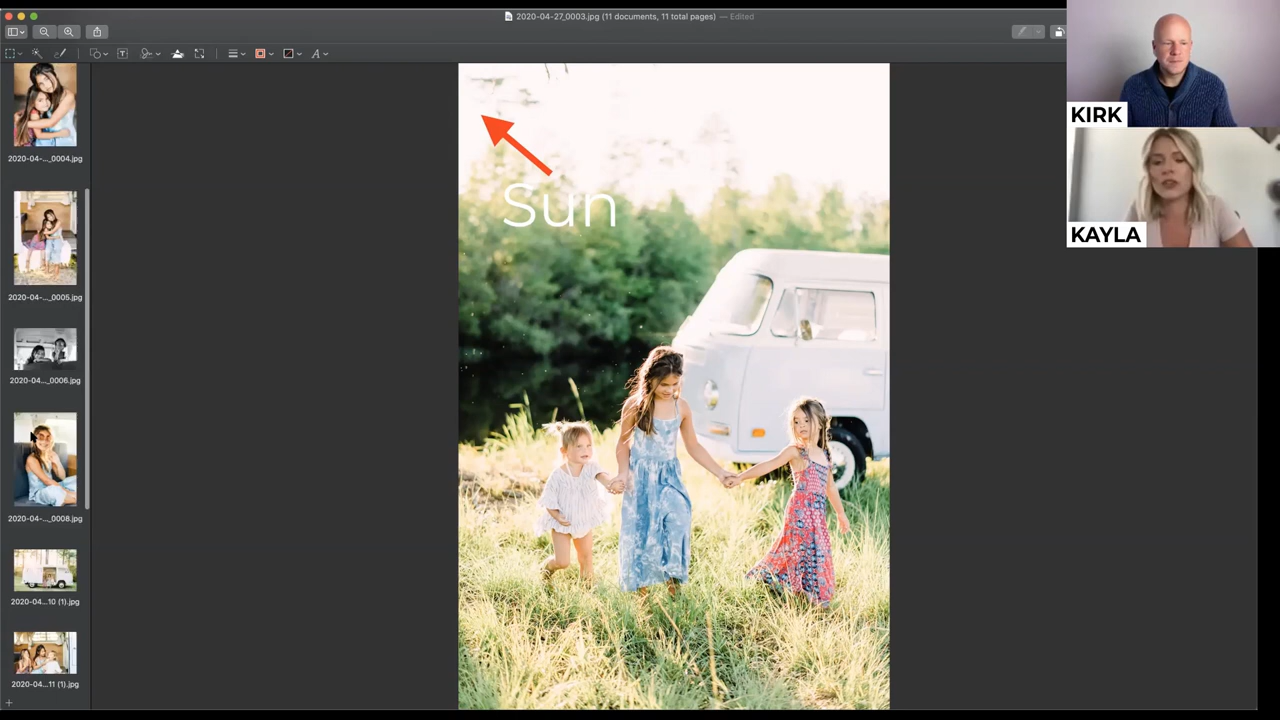 2020-04-27_0003.jpg (11 documents, 11 total pages) — Edited
KIRK
KAYLA
Sun
2020-04-..._0004.jpg
2020-04-..._0005.jpg
2020-04..._0006.jpg
2020-04-..._0008.jpg
2020-04...10 (1).jpg
2020-04...11 (1).jpg